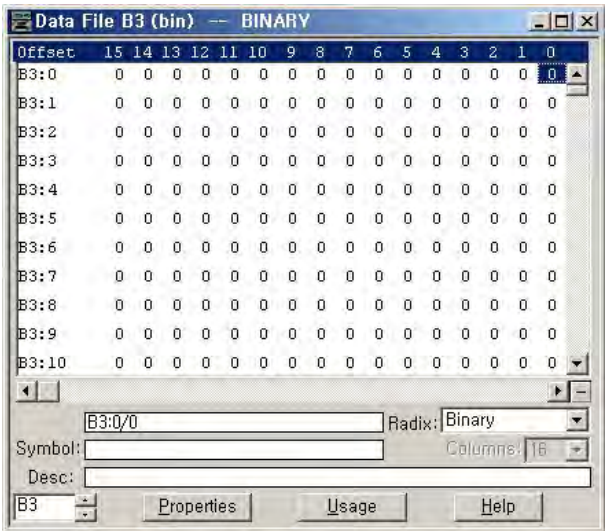 Data File B3 (bin) -- BINARY
Offset 15 14 13 12 11 10 9 8 7 6 5 4 3 2 1 0
B3:0 0 0 0 0 0 0 0 0 0 0 0 0 0 0 0 0
B3:1 0 0 0 0 0 0 0 0 0 0 0 0 0 0 0 0
B3:2 0 0 0 0 0 0 0 0 0 0 0 0 0 0 0 0
B3:3 0 0 0 0 0 0 0 0 0 0 0 0 0 0 0 0
B3:4 0 0 0 0 0 0 0 0 0 0 0 0 0 0 0 0
B3:5 0 0 0 0 0 0 0 0 0 0 0 0 0 0 0 0
B3:6 0 0 0 0 0 0 0 0 0 0 0 0 0 0 0 0
B3:7 0 0 0 0 0 0 0 0 0 0 0 0 0 0 0 0
B3:8 0 0 0 0 0 0 0 0 0 0 0 0 0 0 0 0
B3:9 0 0 0 0 0 0 0 0 0 0 0 0 0 0 0 0
B3:10 0 0 0 0 0 0 0 0 0 0 0 0 0 0 0 0
B3:0/0 Radix: Binary
Symbol: Columns: 16
Desc:
B3 Properties Usage Help